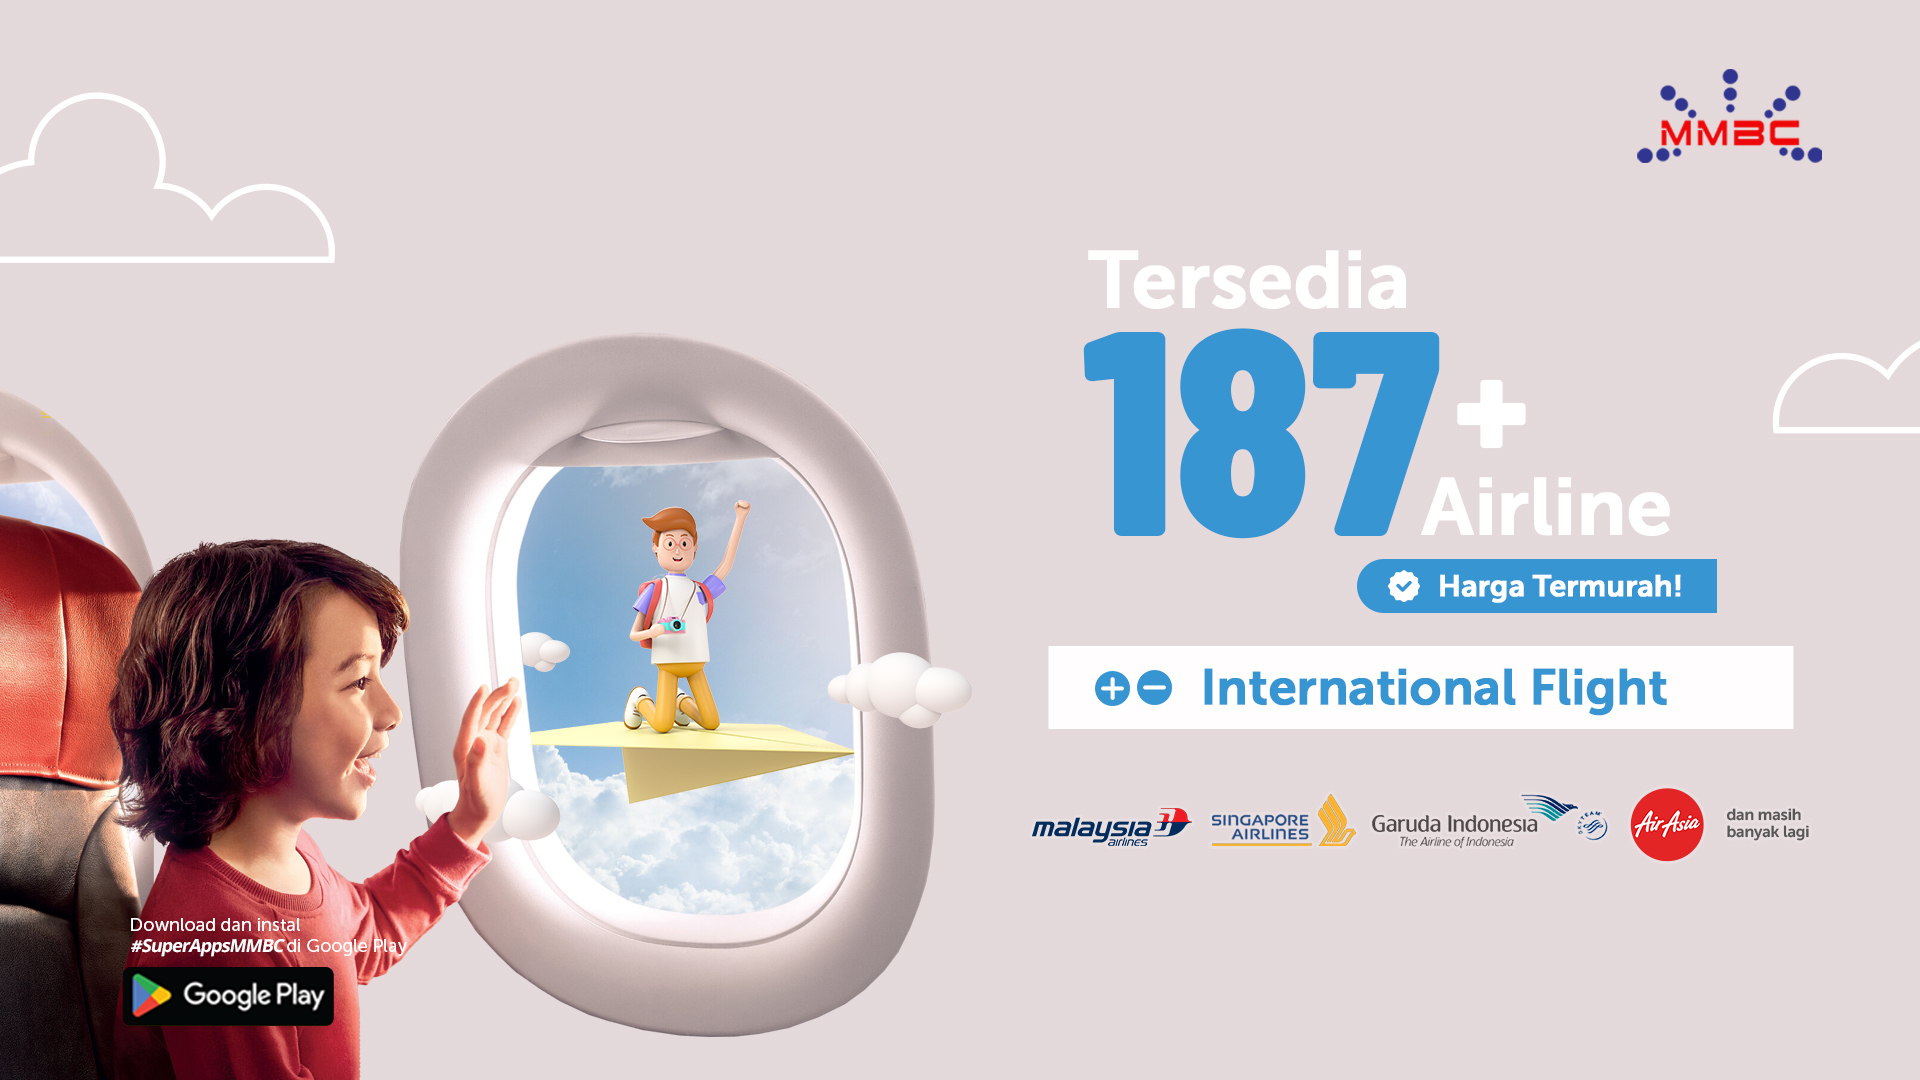 MMBC
Tersedia
187+
Airline
Harga Termurah!
International Flight
malaysia
airlines
SINGAPORE
AIRLINES
Garuda Indonesia
The Airline of Indonesia
SKYTEAM
AirAsia
dan masih
banyak lagi
Download dan instal
#SuperAppsMMBC di Google Play
Google Play